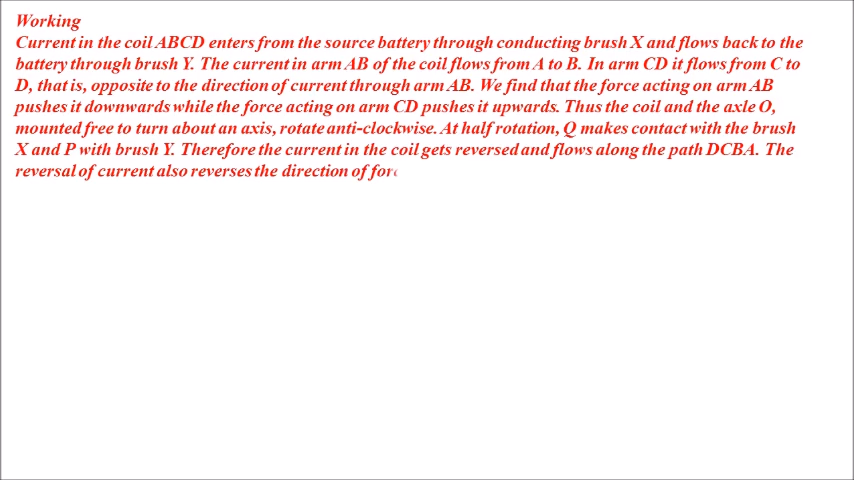 Working
Current in the coil ABCD enters from the source battery through conducting brush X and flows back to the
battery through brush Y. The current in arm AB of the coil flows from A to B. In arm CD it flows from C to
D, that is, opposite to the direction of current through arm AB. We find that the force acting on arm AB
pushes it downwards while the force acting on arm CD pushes it upwards. Thus the coil and the axle O,
mounted free to turn about an axis, rotate anti-clockwise. At half rotation, Q makes contact with the brush
X and P with brush Y. Therefore the current in the coil gets reversed and flows along the path DCBA. The
reversal of current also reverses the direction of forc